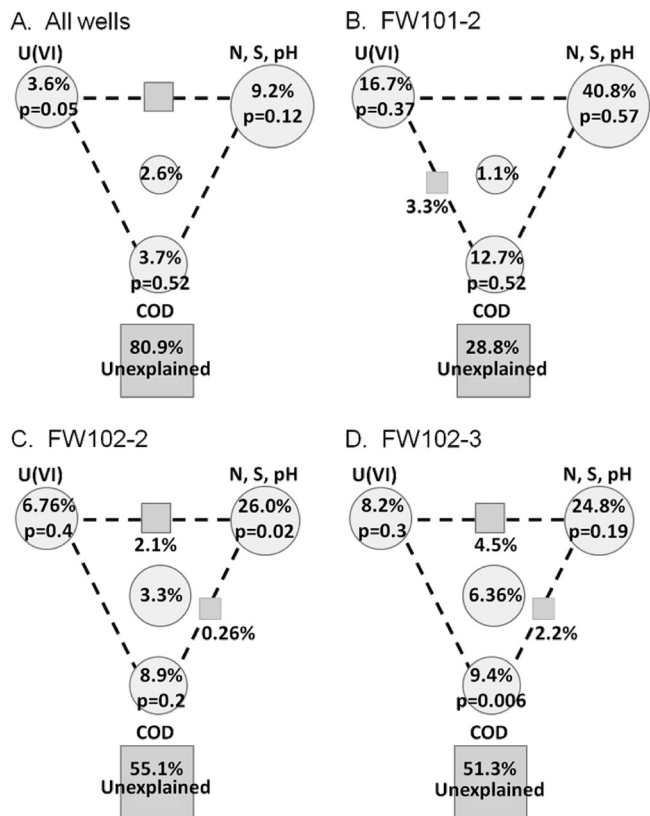 A. All wells
U(VI)
N, S, pH
3.6%
p=0.05
9.2%
p=0.12
2.6%
3.7%
p=0.52
COD
80.9%
Unexplained
B. FW101-2
U(VI)
N, S, pH
16.7%
p=0.37
40.8%
p=0.57
1.1%
3.3%
12.7%
p=0.52
COD
28.8%
Unexplained
C. FW102-2
U(VI)
N, S, pH
6.76%
p=0.4
26.0%
p=0.02
2.1%
3.3%
0.26%
8.9%
p=0.2
COD
55.1%
Unexplained
D. FW102-3
U(VI)
N, S, pH
8.2%
p=0.3
24.8%
p=0.19
4.5%
6.36%
2.2%
9.4%
p=0.006
COD
51.3%
Unexplained